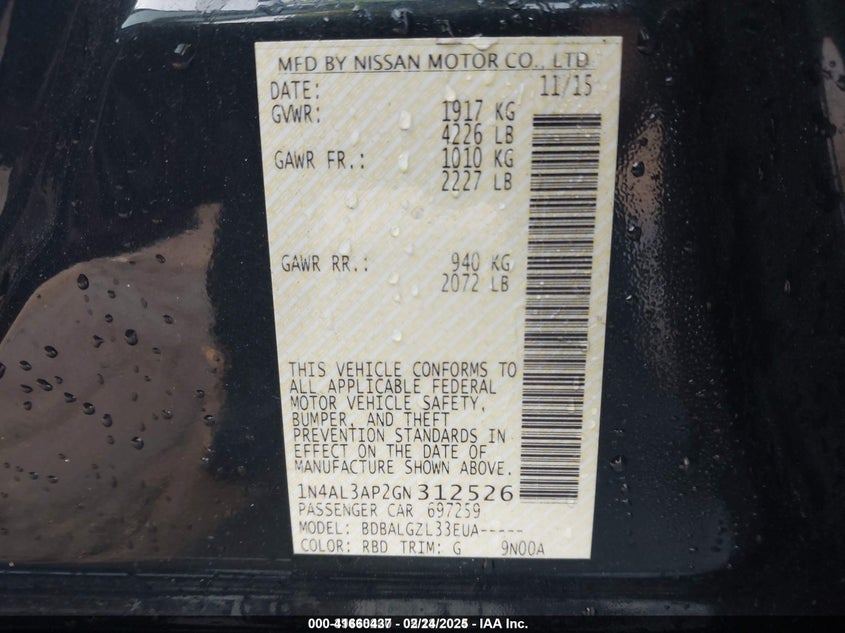 MFD BY NISSAN MOTOR CO., LTD
DATE: 11/15
GVWR: 1917 KG
4226 LB
GAWR FR.: 1010 KG
2227 LB
GAWR RR.: 940 KG
2072 LB
THIS VEHICLE CONFORMS TO
ALL APPLICABLE FEDERAL
MOTOR VEHICLE SAFETY,
BUMPER, AND THEFT
PREVENTION STANDARDS IN
EFFECT ON THE DATE OF
MANUFACTURE SHOWN ABOVE.
1N4AL3AP2GN312526
PASSENGER CAR 697259
MODEL: BDBALGZL33EUA-----
COLOR: RBD TRIM: G 9N00A
- IAA Inc.